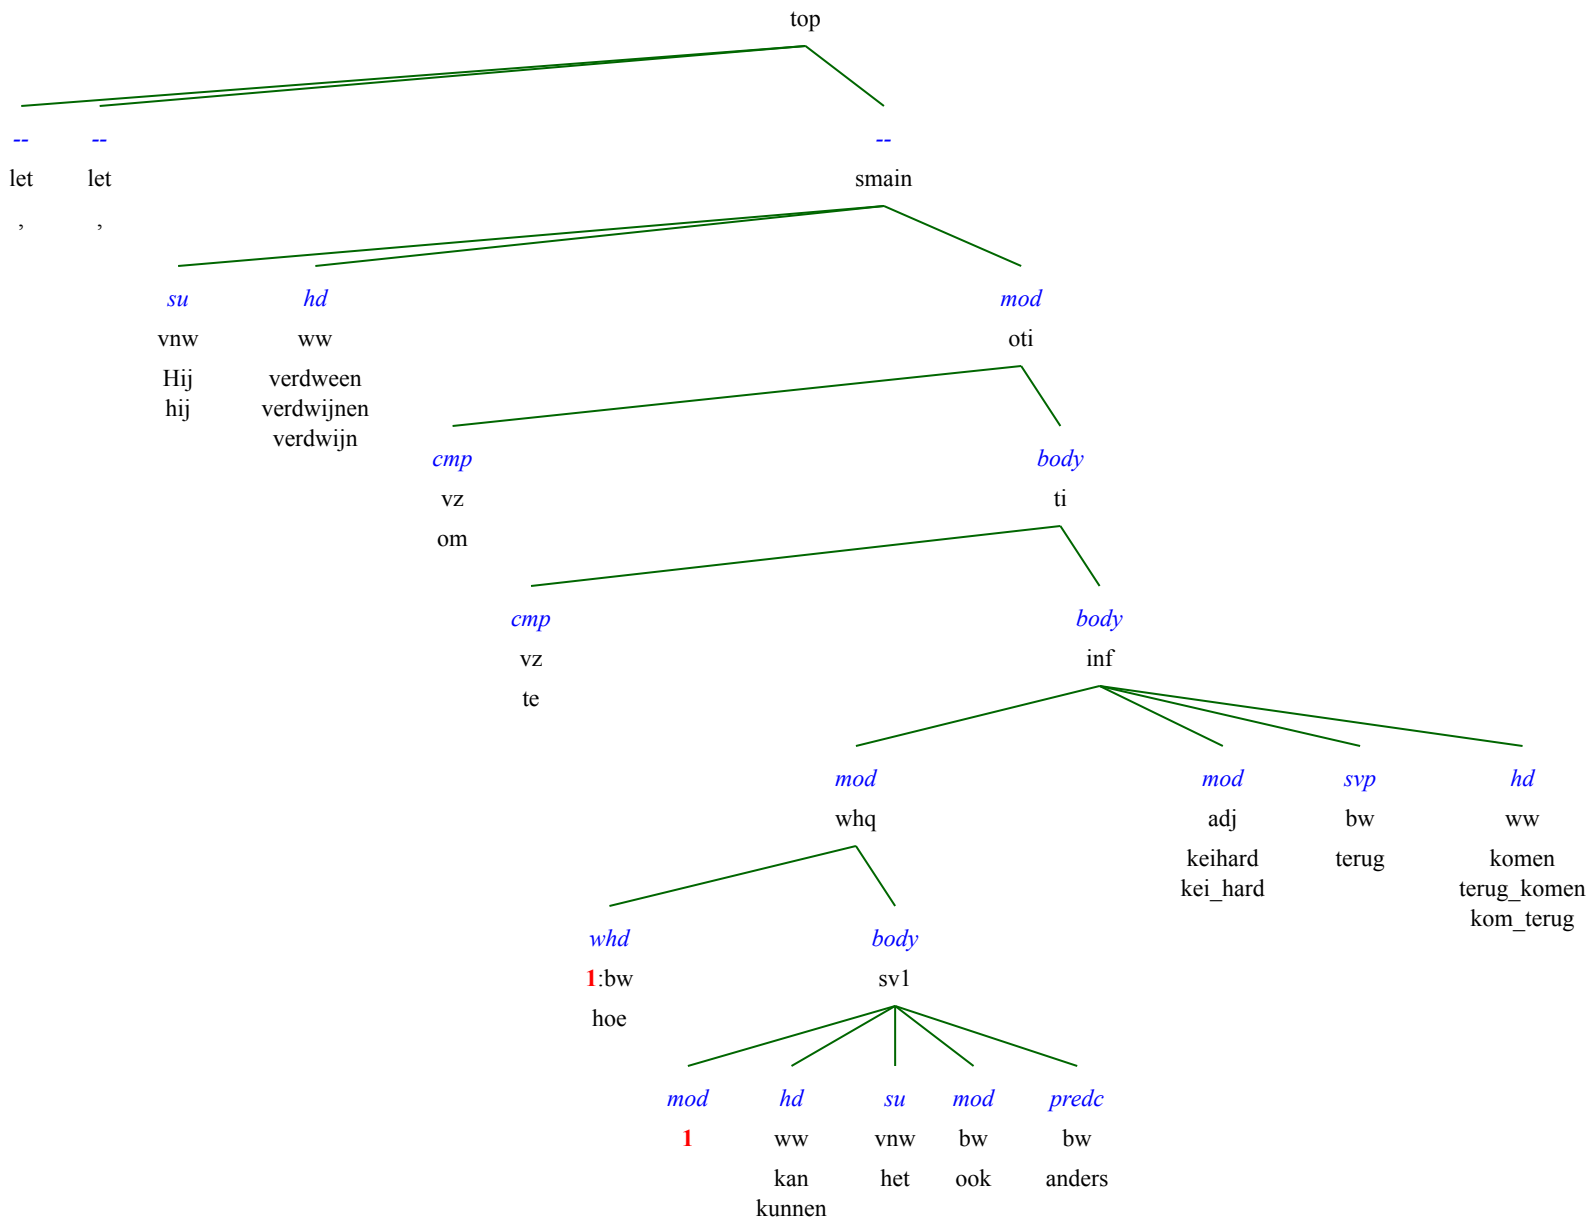 top
-- -- --
let let smain
, ,
su hd mod
vnw ww oti
Hij verdween
hij verdwijnen
verdwijn
cmp body
vz ti
om
cmp body
vz inf
te
mod mod svp hd
whq adj bw ww
keihard terug komen
kei_hard terug_komen
kom_terug
whd body
1:bw sv1
hoe
mod hd su mod predc
1 ww vnw bw bw
kan het ook anders
kunnen